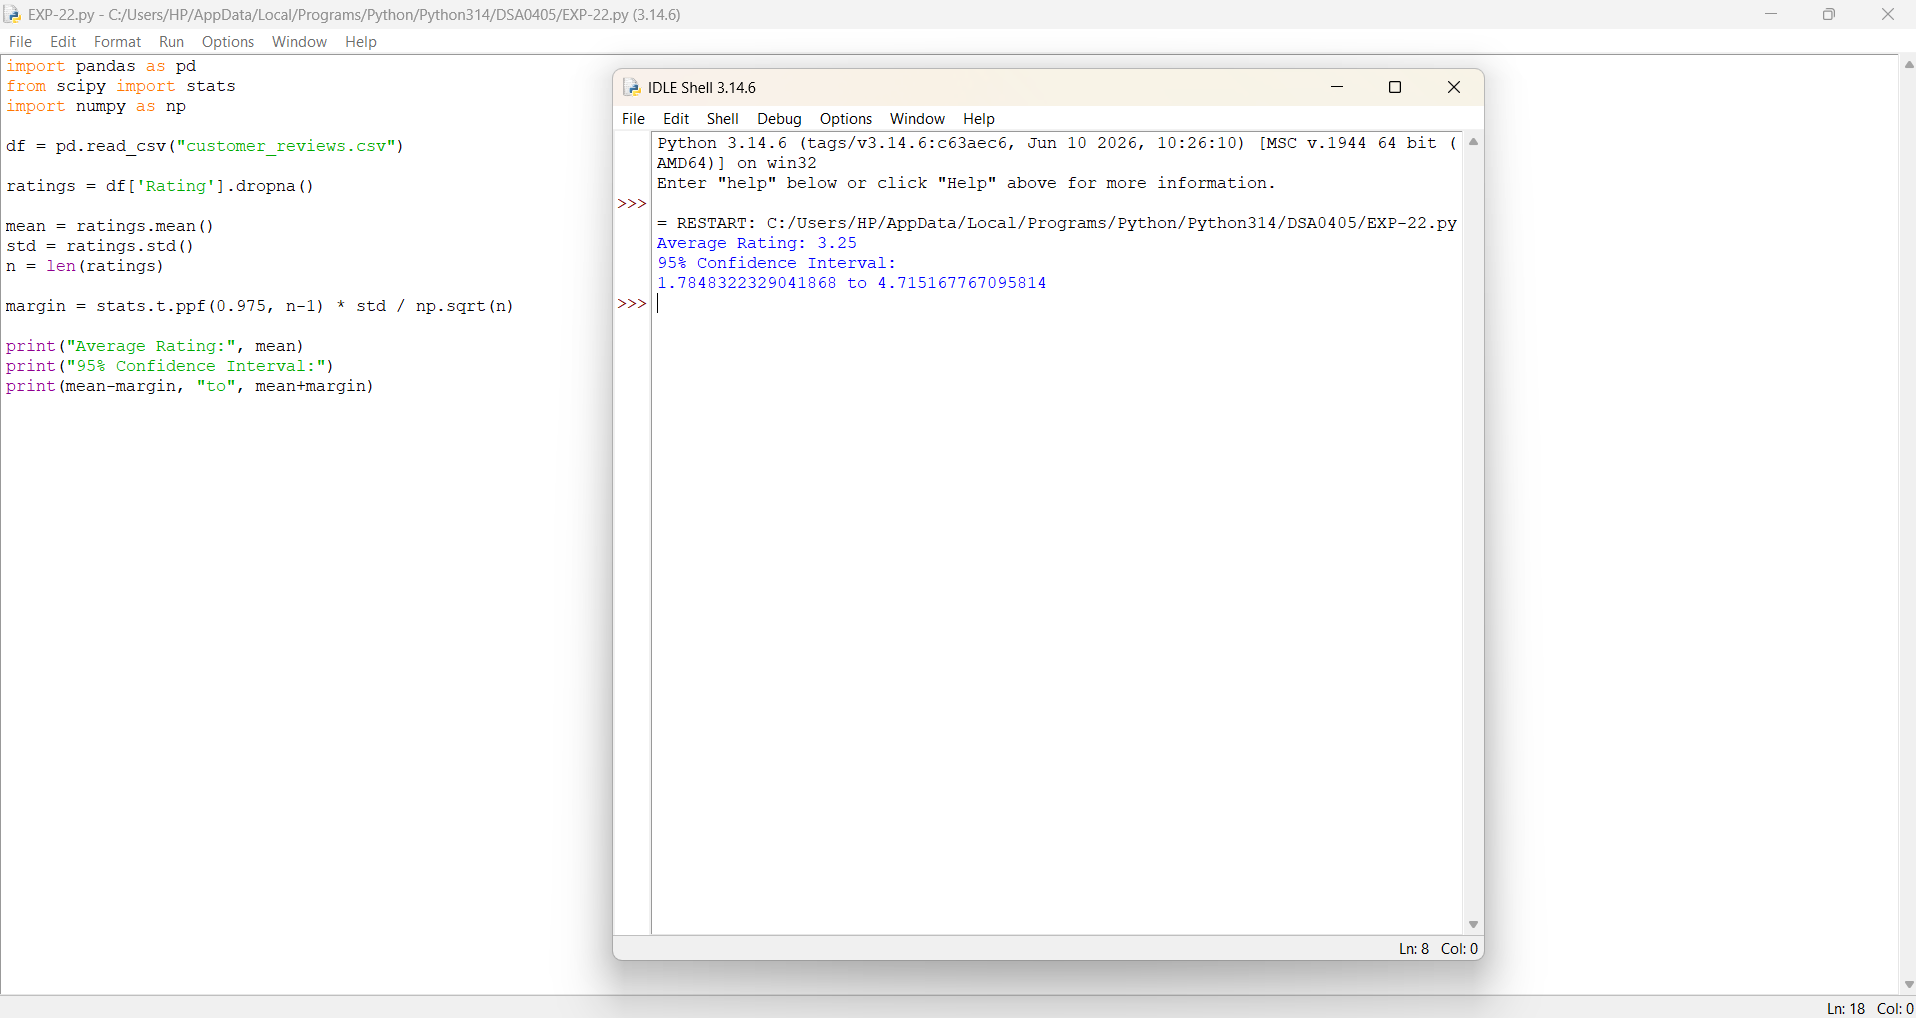 EXP-22.py - C:/Users/HP/AppData/Local/Programs/Python/Python314/DSA0405/EXP-22.py (3.14.6)
File Edit Format Run Options Window Help
import pandas as pd
from scipy import stats
import numpy as np
df = pd.read_csv("customer_reviews.csv")
ratings = df['Rating'].dropna()
mean = ratings.mean()
std = ratings.std()
n = len(ratings)
margin = stats.t.ppf(0.975, n-1) * std / np.sqrt(n)
print("Average Rating:", mean)
print("95% Confidence Interval:")
print(mean-margin, "to", mean+margin)
IDLE Shell 3.14.6
File Edit Shell Debug Options Window Help
Python 3.14.6 (tags/v3.14.6:c63aec6, Jun 10 2026, 10:26:10) [MSC v.1944 64 bit (
AMD64)] on win32
Enter "help" below or click "Help" above for more information.
>>>
= RESTART: C:/Users/HP/AppData/Local/Programs/Python/Python314/DSA0405/EXP-22.py
Average Rating: 3.25
95% Confidence Interval:
1.7848322329041868 to 4.715167767095814
>>>
Ln: 8 Col: 0
Ln: 18 Col: 0